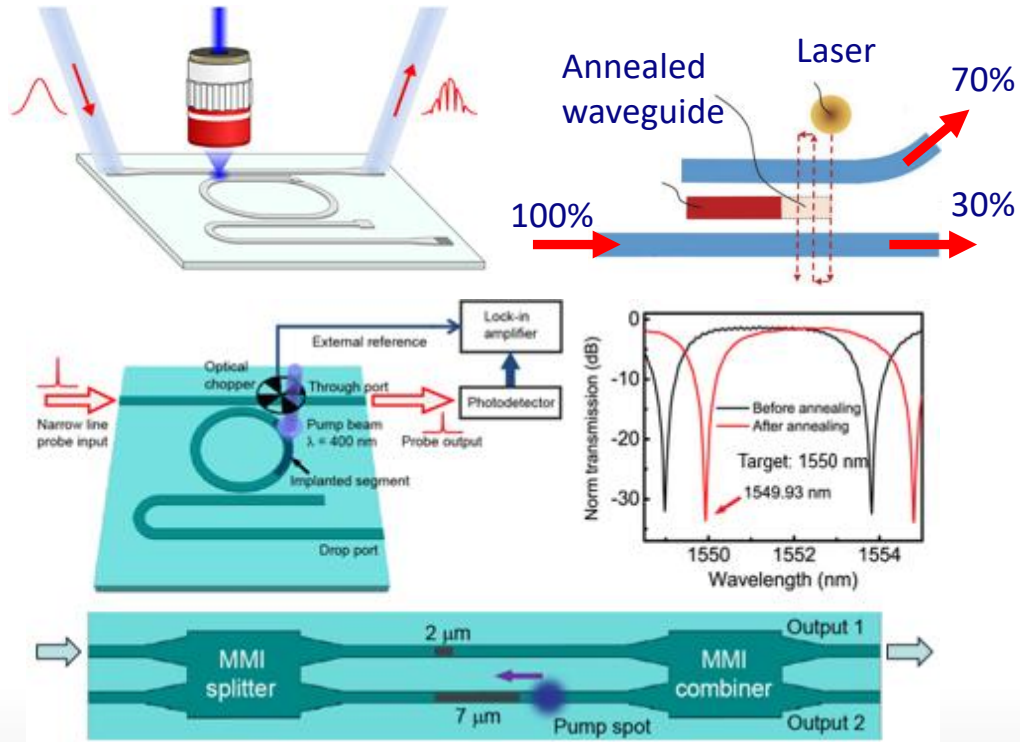 Annealed
waveguide
Laser
70%
100%
30%
Lock-in
amplifier
External reference
Optical
chopper
Through port
Photodetector
Narrow line
probe input
Pump beam
λ = 400 nm
Probe output
Implanted segment
Drop port
Norm transmission (dB)
0
-10
-20
-30
Before annealing
After annealing
Target: 1550 nm
1549.93 nm
1550
1552
1554
Wavelength (nm)
MMI
splitter
2 μm
7 μm
Pump spot
MMI
combiner
Output 1
Output 2